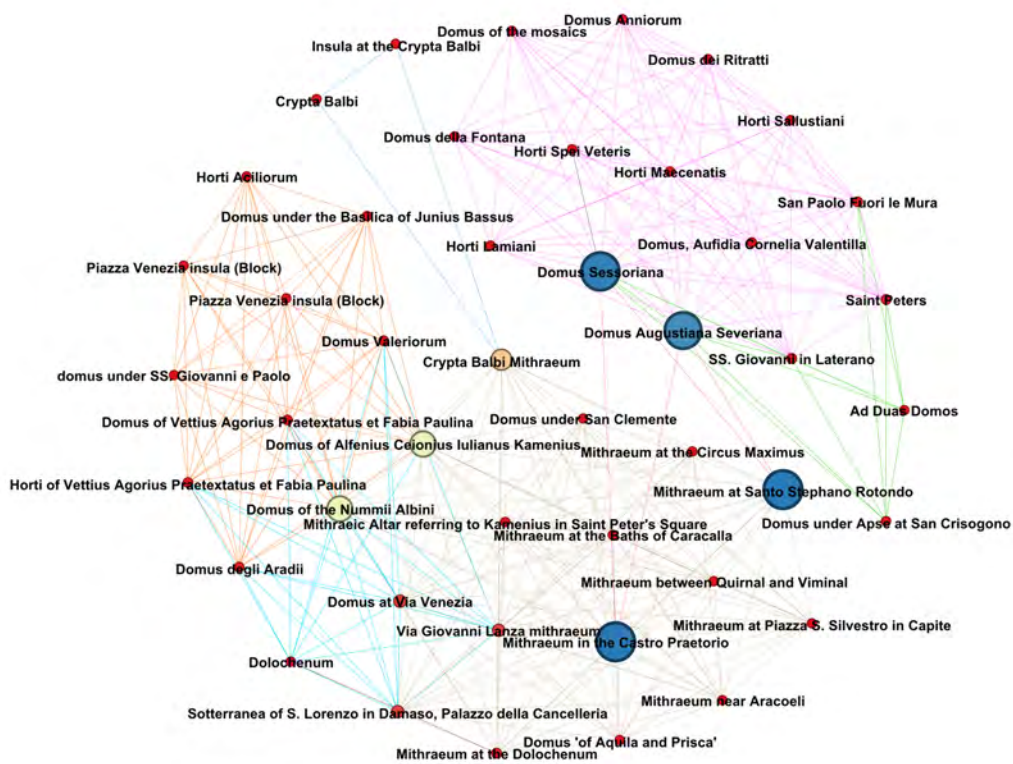 Domus Anniorum
Domus of the mosaics
Insula at the Crypta Balbi
Domus dei Ritratti
Crypta Balbi
Horti Sallustiani
Domus della Fontana
Horti Spei Veteris
Horti Maecenatis
Horti Aciliorum
San Paolo Fuori le Mura
Domus under the Basilica of Junius Bassus
Horti Lamiani
Domus, Aufidia Cornelia Valentilla
Piazza Venezia insula (Block)
Domus Sessoriana
Piazza Venezia insula (Block)
Saint Peters
Domus Augustiana Severiana
Domus Valeriorum
Crypta Balbi Mithraeum
SS. Giovanni in Laterano
domus under SS. Giovanni e Paolo
Ad Duas Domos
Domus of Vettius Agorius Praetextatus et Fabia Paulina
Domus under San Clemente
Domus of Alfenius Ceionius Iulianus Kamenius
Mithraeum at the Circus Maximus
Horti of Vettius Agorius Praetextatus et Fabia Paulina
Mithraeum at Santo Stephano Rotondo
Domus of the Nummii Albini
Mithraeic Altar referring to Kamenius in Saint Peter's Square
Domus under Apse at San Crisogono
Mithraeum at the Baths of Caracalla
Domus degli Aradii
Mithraeum between Quirnal and Viminal
Domus at Via Venezia
Mithraeum at Piazza S. Silvestro in Capite
Via Giovanni Lanza mithraeum
Mithraeum in the Castro Praetorio
Dolochenum
Mithraeum near Aracoeli
Sotterranea of S. Lorenzo in Damaso, Palazzo della Cancelleria
Domus 'of Aquila and Prisca'
Mithraeum at the Dolochenum